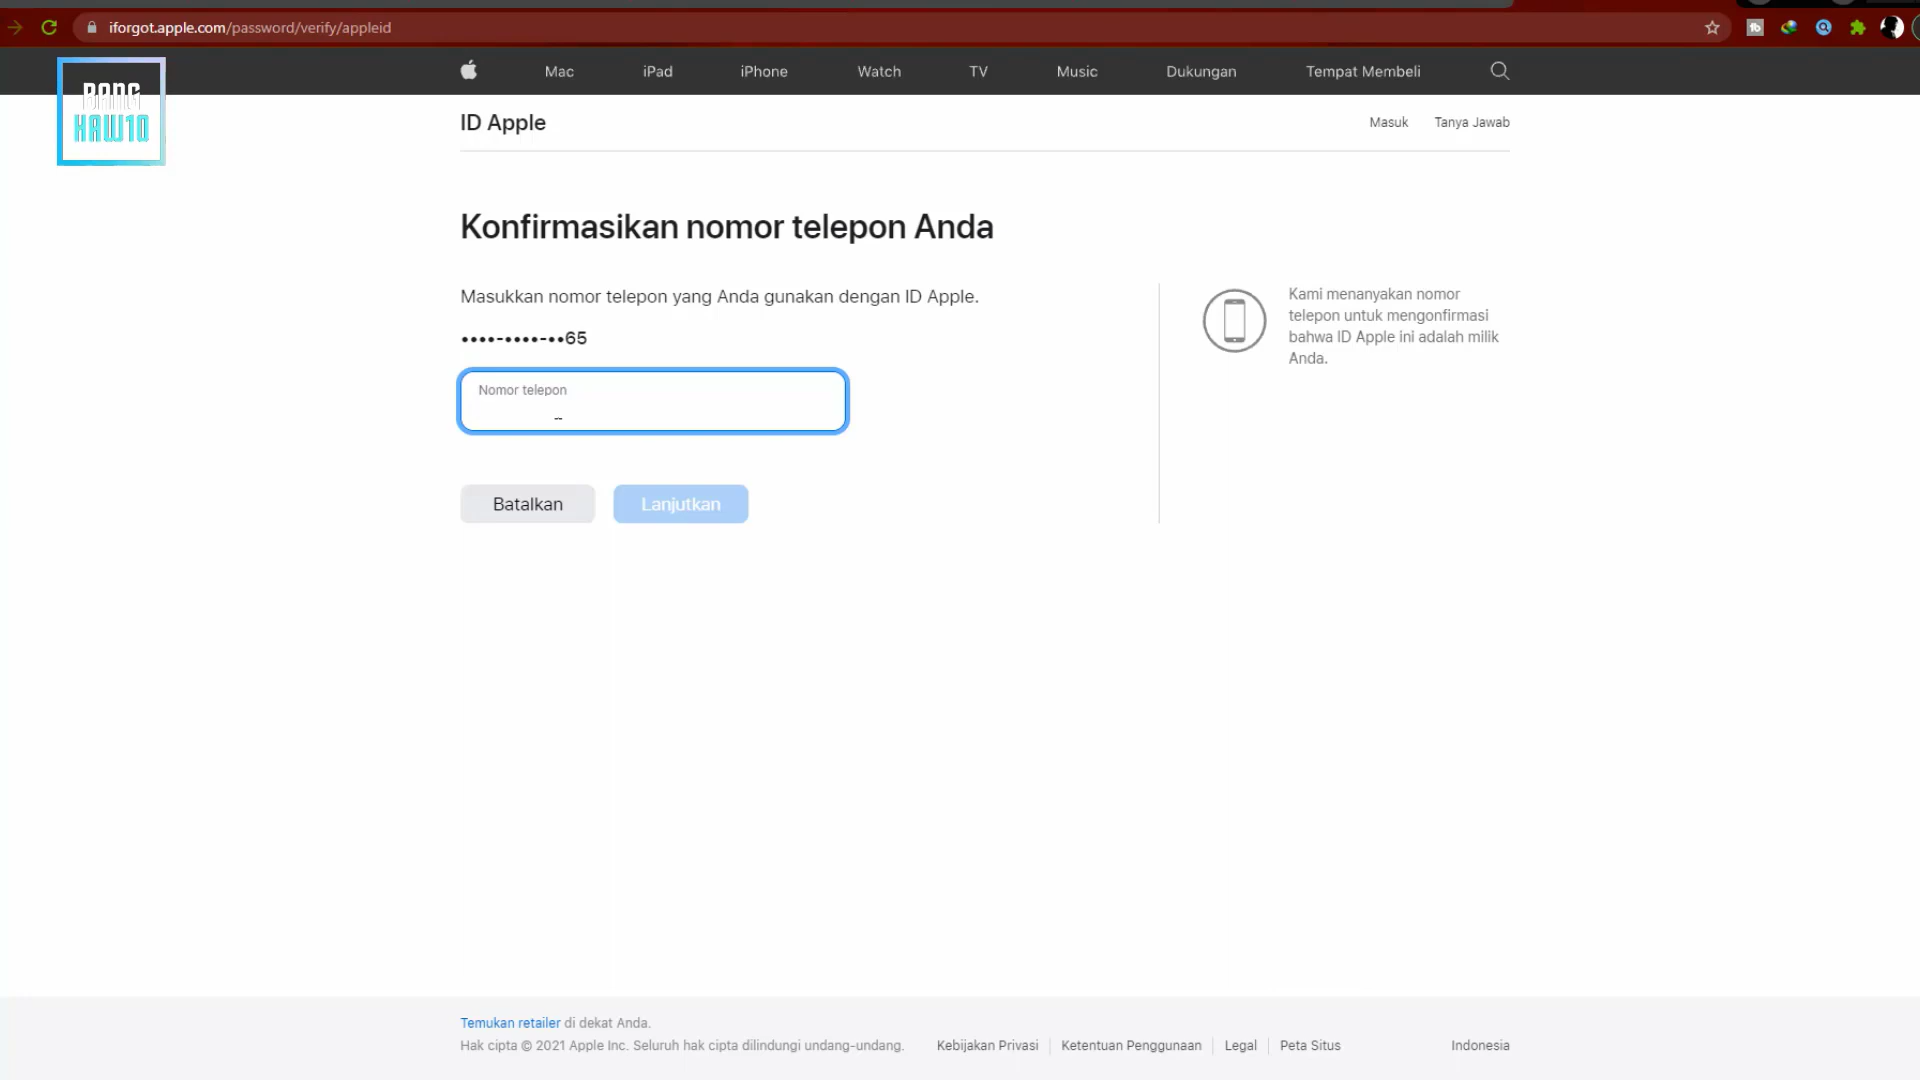 iforgot.apple.com/password/verify/appleid
BANG
HAW10
Mac iPad iPhone Watch TV Music Dukungan Tempat Membeli
ID Apple
Masuk Tanya Jawab
Konfirmasikan nomor telepon Anda
Masukkan nomor telepon yang Anda gunakan dengan ID Apple.
••••-••••-••65
Nomor telepon
Batalkan Lanjutkan
Kami menanyakan nomor
telepon untuk mengonfirmasi
bahwa ID Apple ini adalah milik
Anda.
Temukan retailer di dekat Anda.
Hak cipta © 2021 Apple Inc. Seluruh hak cipta dilindungi undang-undang. Kebijakan Privasi Ketentuan Penggunaan Legal Peta Situs Indonesia